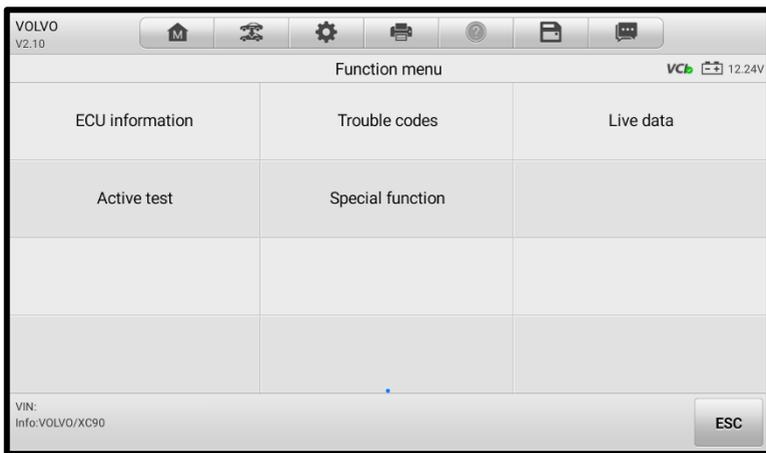 VOLVO
V2.10
M
?
Function menu
VCI 12.24V
ECU information
Trouble codes
Live data
Active test
Special function
VIN:
Info:VOLVO/XC90
ESC